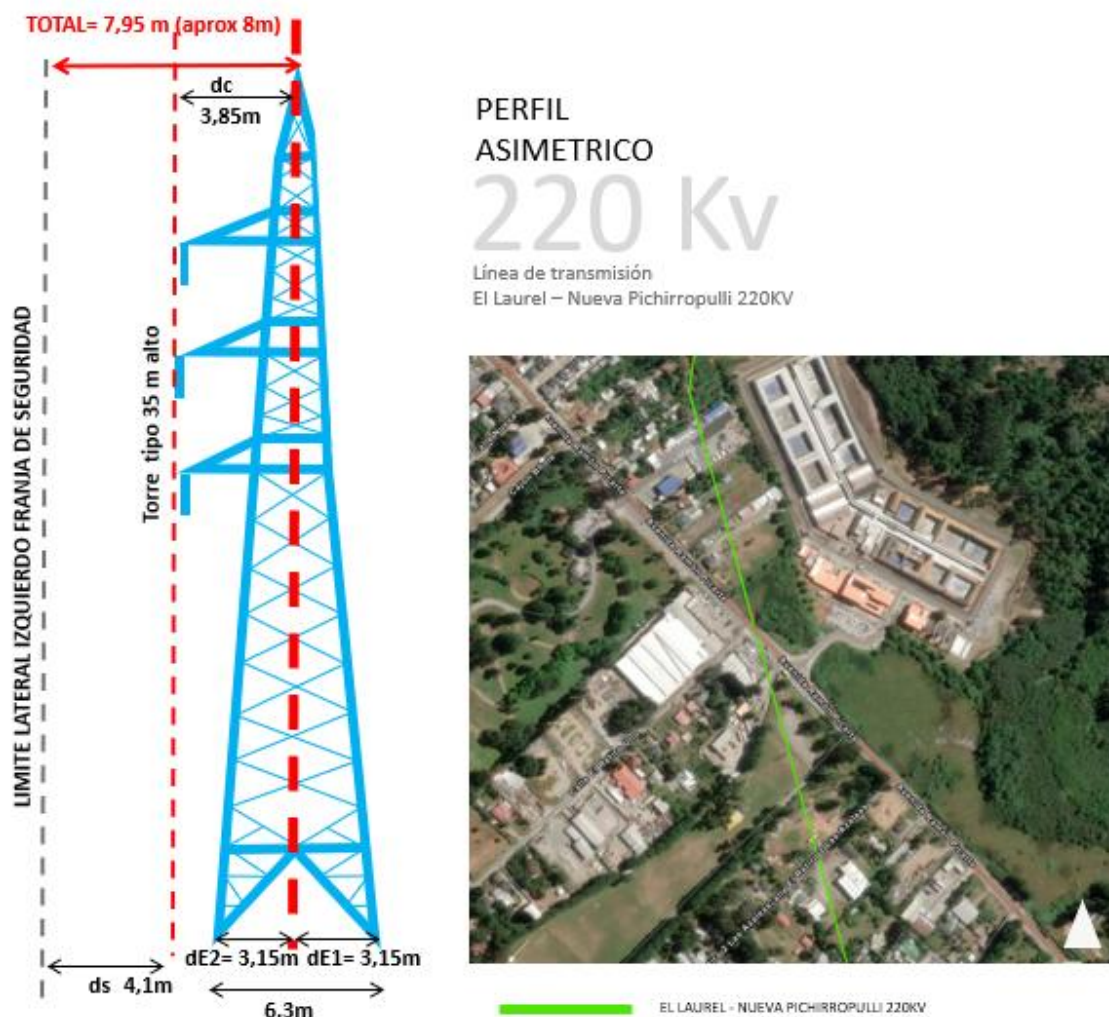 TOTAL= 7,95 m (aprox 8m)
dc
3,85m
LIMITE LATERAL IZQUIERDO FRANJA DE SEGURIDAD
Torre tipo 35 m alto
dE2= 3,15m
dE1= 3,15m
ds 4,1m
6,3m
PERFIL
ASIMETRICO
220 Kv
Línea de transmisión
El Laurel – Nueva Pichirropulli 220KV
EL LAUREL - NUEVA PICHIRROPULLI 220KV